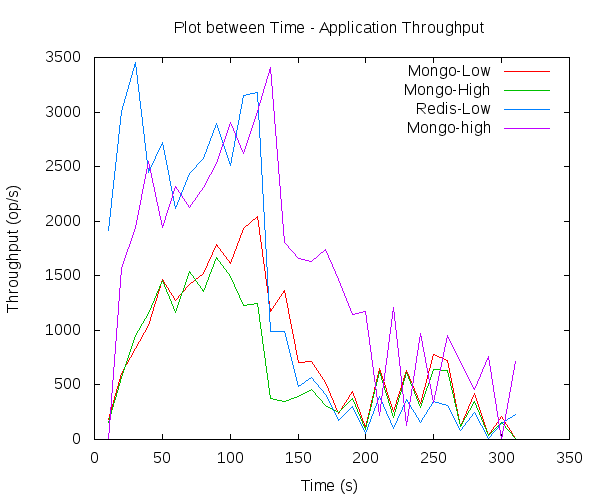 Plot between Time - Application Throughput
Mongo-Low
Mongo-High
Redis-Low
Mongo-high
3500
3000
2500
2000
1500
1000
500
0
Throughput (op/s)
0 50 100 150 200 250 300 350
Time (s)